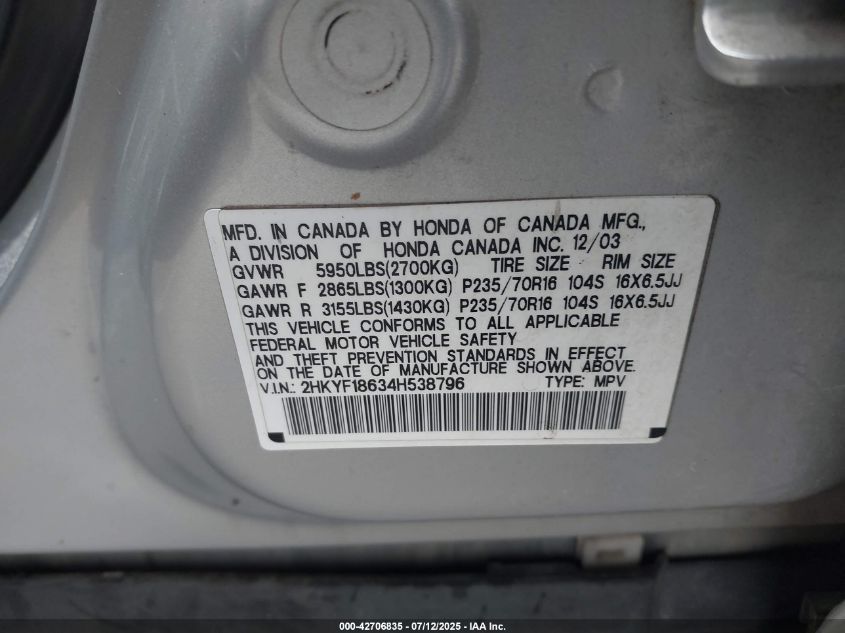 MFD. IN CANADA BY HONDA OF CANADA MFG.,
A DIVISION OF HONDA CANADA INC. 12/03
GVWR 5950LBS(2700KG) TIRE SIZE RIM SIZE
GAWR F 2865LBS(1300KG) P235/70R16 104S 16X6.5JJ
GAWR R 3155LBS(1430KG) P235/70R16 104S 16X6.5JJ
THIS VEHICLE CONFORMS TO ALL APPLICABLE
FEDERAL MOTOR VEHICLE SAFETY
AND THEFT PREVENTION STANDARDS IN EFFECT
ON THE DATE OF MANUFACTURE SHOWN ABOVE.
V.I.N.: 2HKYF18634H538796 TYPE: MPV
000-42706835 - 07/12/2025 - IAA Inc.